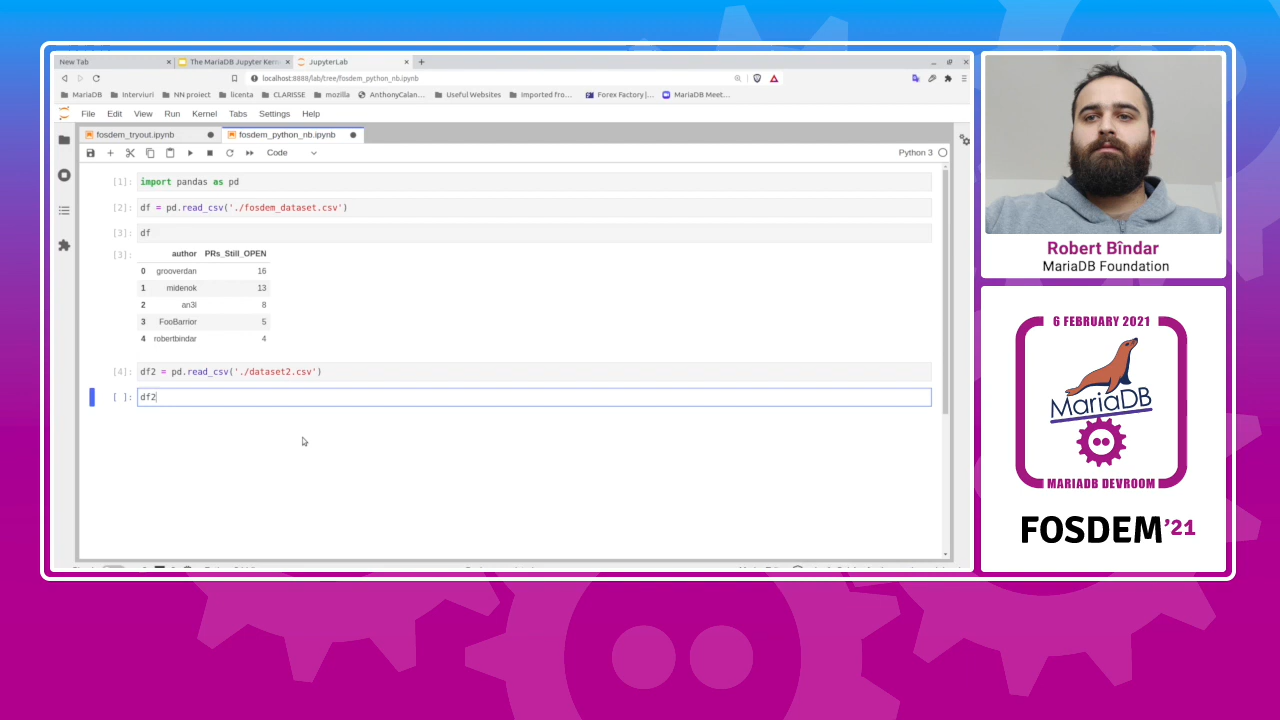 New Tab
The MariaDB Jupyter Kern
JupyterLab
localhost:8888/lab/tree/fosdem_python_nb.ipynb
MariaDB
Interviuri
NN proiect
licenta
CLARISSE
mozilla
AnthonyCalan...
Useful Websites
Imported fro...
Forex Factory |...
MariaDB Meet...
File Edit View Run Kernel Tabs Settings Help
fosdem_tryout.ipynb
fosdem_python_nb.ipynb
Code
Python 3
[1]: import pandas as pd
[2]: df = pd.read_csv('./fosdem_dataset.csv')
[3]: df
[3]: author PRs_Still_OPEN
0 grooverdan 16
1 midenok 13
2 an3l 8
3 FooBarrior 5
4 robertbindar 4
[4]: df2 = pd.read_csv('./dataset2.csv')
[ ]: df2
Robert Bîndar
MariaDB Foundation
6 FEBRUARY 2021
MariaDB
MARIADB DEVROOM
FOSDEM'21